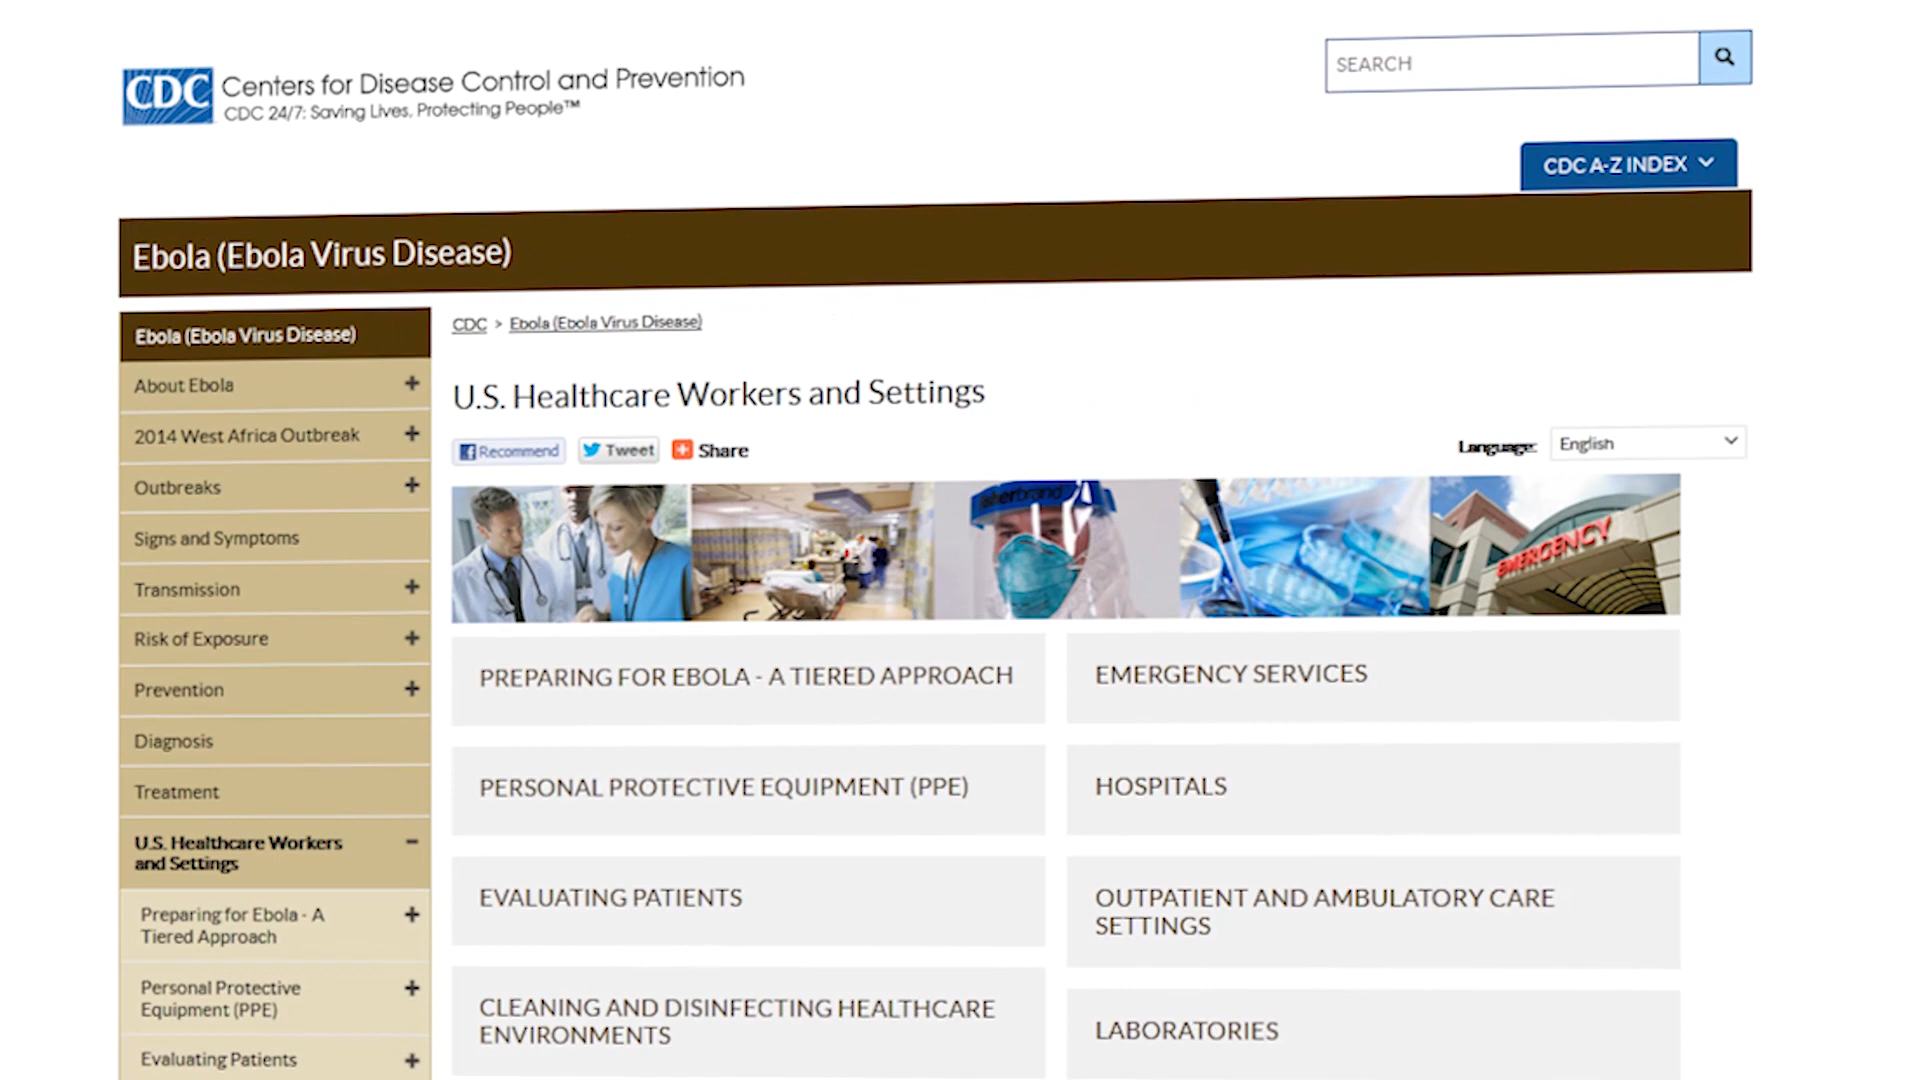 CDC
Centers for Disease Control and Prevention
CDC 24/7: Saving Lives. Protecting People™
SEARCH
CDC A-Z INDEX
Ebola (Ebola Virus Disease)
Ebola (Ebola Virus Disease)
About Ebola
2014 West Africa Outbreak
Outbreaks
Signs and Symptoms
Transmission
Risk of Exposure
Prevention
Diagnosis
Treatment
U.S. Healthcare Workers
and Settings
Preparing for Ebola - A
Tiered Approach
Personal Protective
Equipment (PPE)
Evaluating Patients
CDC > Ebola (Ebola Virus Disease)
U.S. Healthcare Workers and Settings
Recommend Tweet Share
Language: English
EMERGENCY
PREPARING FOR EBOLA - A TIERED APPROACH
EMERGENCY SERVICES
PERSONAL PROTECTIVE EQUIPMENT (PPE)
HOSPITALS
EVALUATING PATIENTS
OUTPATIENT AND AMBULATORY CARE
SETTINGS
CLEANING AND DISINFECTING HEALTHCARE
ENVIRONMENTS
LABORATORIES